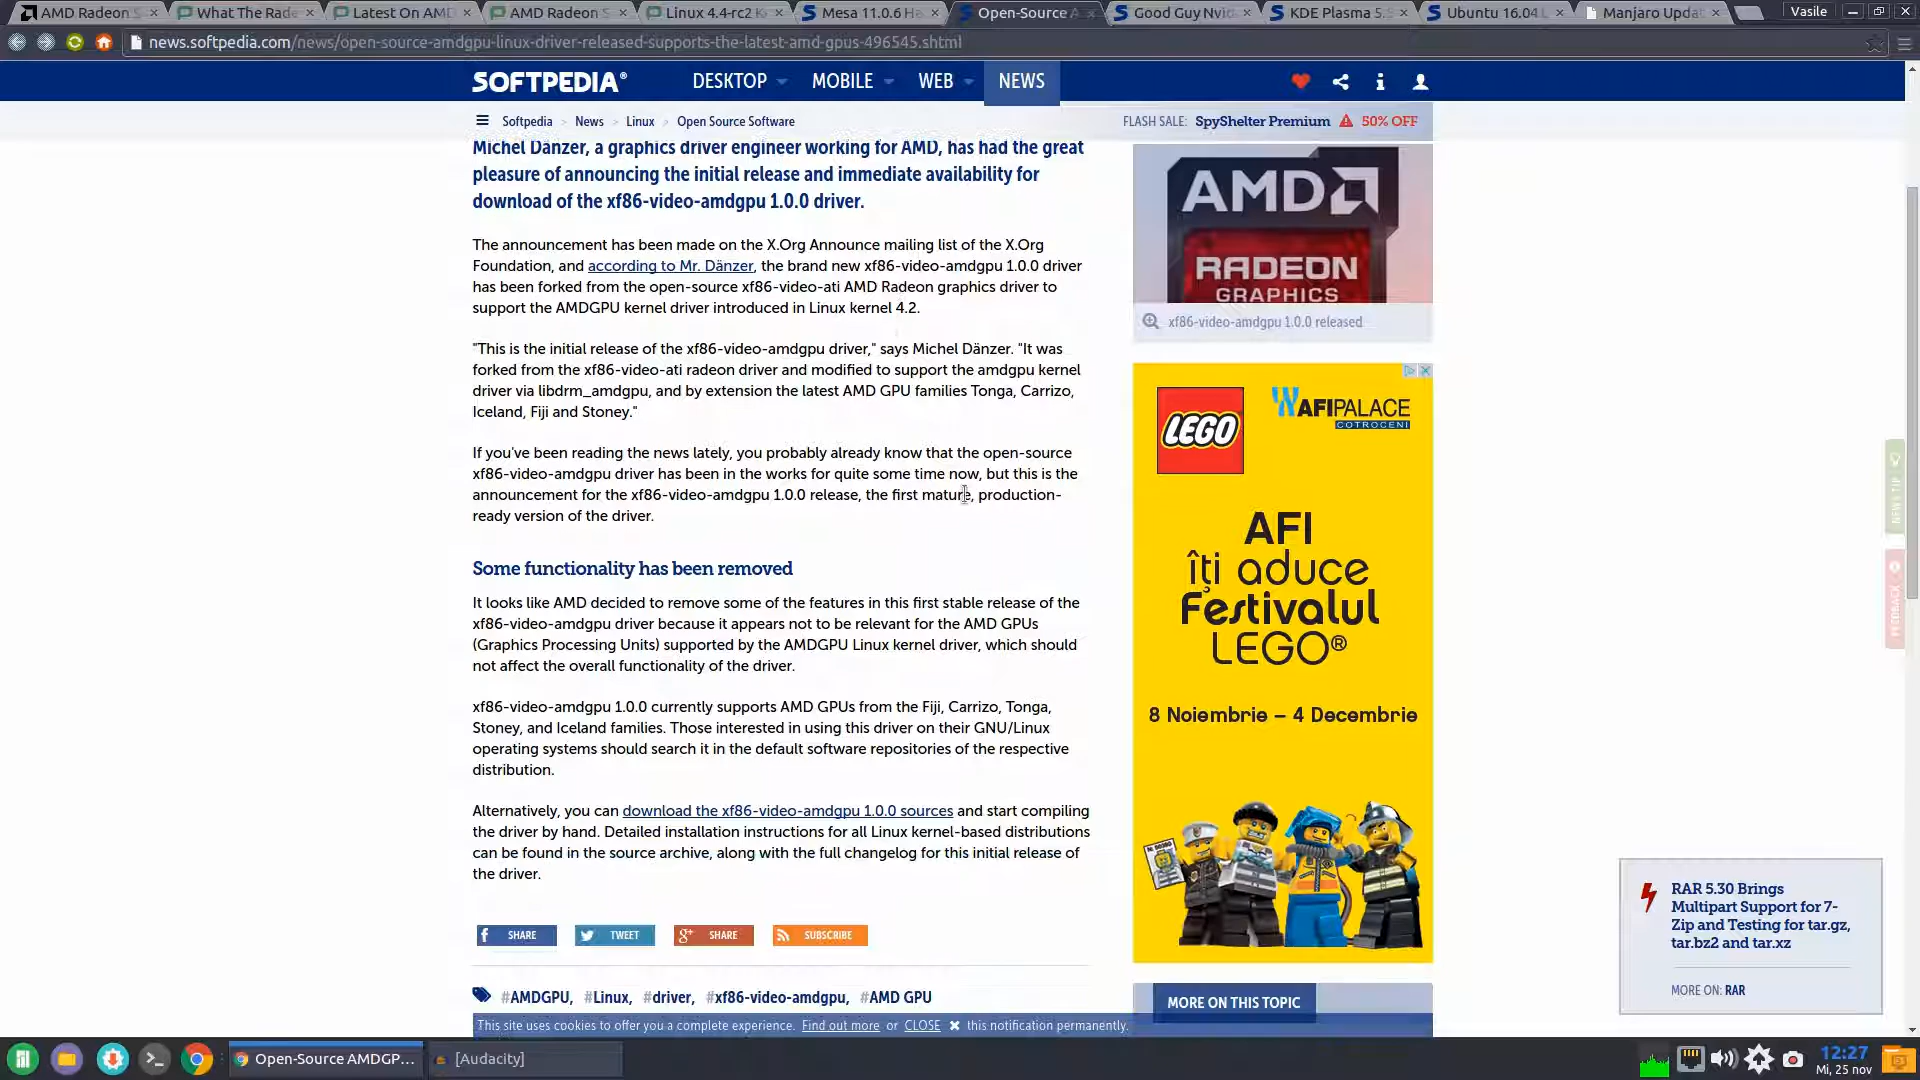 AMD Radeon S
What The Rade
Latest On AMD
AMD Radeon S
Linux 4.4-rc2 K
Mesa 11.0.6 Ha
Open-Source A
Good Guy Nvid
KDE Plasma 5.5
Ubuntu 16.04 L
Manjaro Updat
Vasile
news.softpedia.com/news/open-source-amdgpu-linux-driver-released-supports-the-latest-amd-gpus-496545.shtml
SOFTPEDIA®
DESKTOP
MOBILE
WEB
NEWS
Softpedia > News > Linux > Open Source Software
FLASH SALE: SpyShelter Premium 50% OFF
Michel Dänzer, a graphics driver engineer working for AMD, has had the great
pleasure of announcing the initial release and immediate availability for
download of the xf86-video-amdgpu 1.0.0 driver.
The announcement has been made on the X.Org Announce mailing list of the X.Org
Foundation, and according to Mr. Dänzer, the brand new xf86-video-amdgpu 1.0.0 driver
has been forked from the open-source xf86-video-ati AMD Radeon graphics driver to
support the AMDGPU kernel driver introduced in Linux kernel 4.2.
"This is the initial release of the xf86-video-amdgpu driver," says Michel Dänzer. "It was
forked from the xf86-video-ati radeon driver and modified to support the amdgpu kernel
driver via libdrm_amdgpu, and by extension the latest AMD GPU families Tonga, Carrizo,
Iceland, Fiji and Stoney."
If you've been reading the news lately, you probably already know that the open-source
xf86-video-amdgpu driver has been in the works for quite some time now, but this is the
announcement for the xf86-video-amdgpu 1.0.0 release, the first mature, production-
ready version of the driver.
Some functionality has been removed
It looks like AMD decided to remove some of the features in this first stable release of the
xf86-video-amdgpu driver because it appears not to be relevant for the AMD GPUs
(Graphics Processing Units) supported by the AMDGPU Linux kernel driver, which should
not affect the overall functionality of the driver.
xf86-video-amdgpu 1.0.0 currently supports AMD GPUs from the Fiji, Carrizo, Tonga,
Stoney, and Iceland families. Those interested in using this driver on their GNU/Linux
operating systems should search it in the default software repositories of the respective
distribution.
Alternatively, you can download the xf86-video-amdgpu 1.0.0 sources and start compiling
the driver by hand. Detailed installation instructions for all Linux kernel-based distributions
can be found in the source archive, along with the full changelog for this initial release of
the driver.
SHARE
TWEET
SHARE
SUBSCRIBE
#AMDGPU, #Linux, #driver, #xf86-video-amdgpu, #AMD GPU
AMD
RADEON
GRAPHICS
xf86-video-amdgpu 1.0.0 released
LEGO
AFIPALACE
COTROCENI
AFI
îți aduce
Festivalul
LEGO®
8 Noiembrie – 4 Decembrie
MORE ON THIS TOPIC
NEWS TIP
FEEDBACK
RAR 5.30 Brings
Multipart Support for 7-
Zip and Testing for tar.gz,
tar.bz2 and tar.xz
MORE ON: RAR
This site uses cookies to offer you a complete experience. Find out more or CLOSE ✖ this notification permanently.
Open-Source AMDGP...
[Audacity]
12:27
Mi, 25 nov